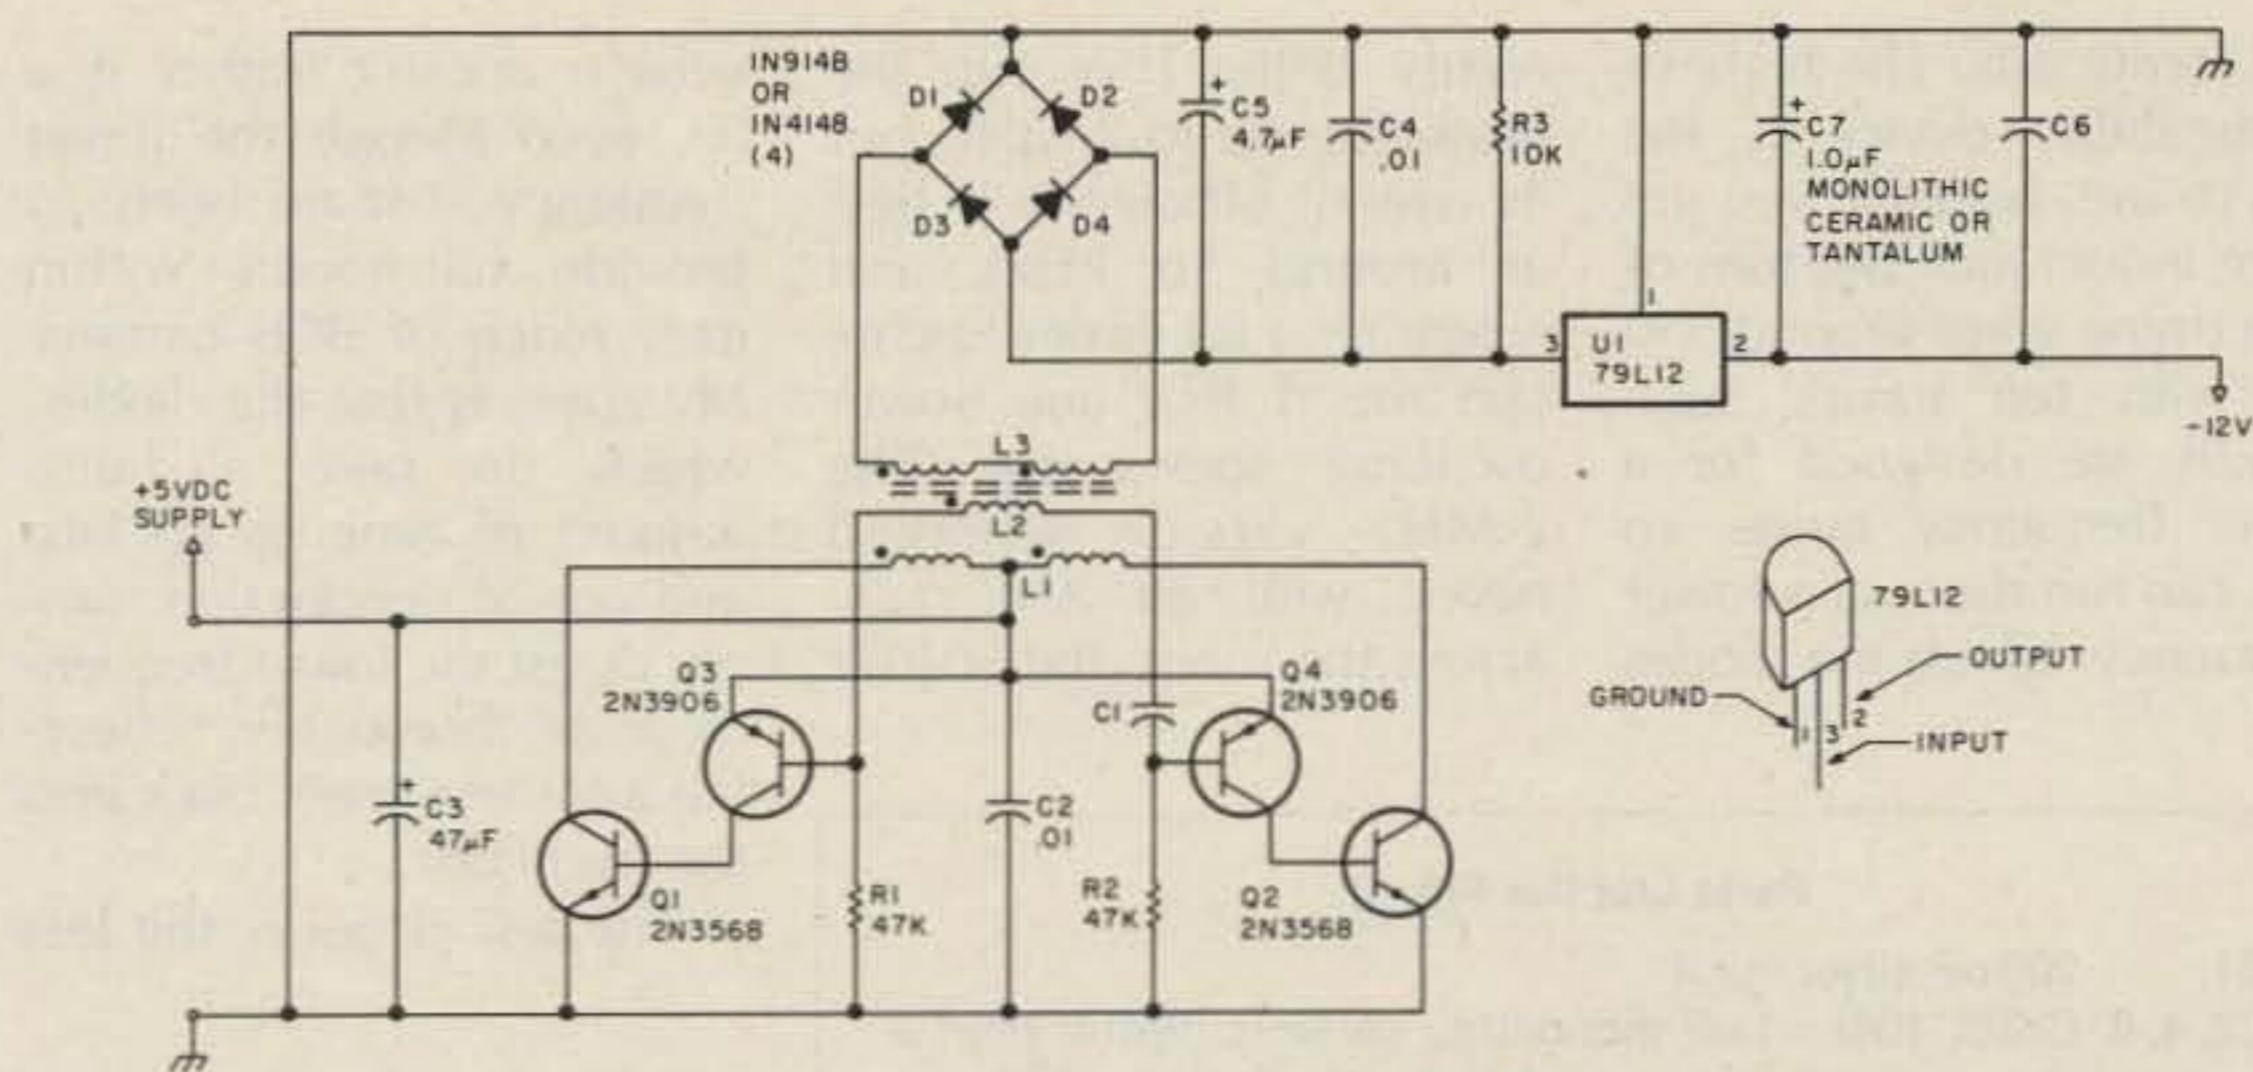 1N914B
OR
1N4148
(4)
D1
D2
D3
D4
+
C5
4.7µF
C4
.01
R3
10K
+
C7
1.0µF
MONOLITHIC
CERAMIC OR
TANTALUM
C6
1
3
U1
79L12
2
-12V
L3
L2
L1
+5VDC
SUPPLY
Q3
2N3906
Q4
2N3906
C1
+
C3
47µF
C2
.01
Q1
2N3568
R1
47K
R2
47K
Q2
2N3568
79L12
OUTPUT
GROUND
1
3
2
INPUT